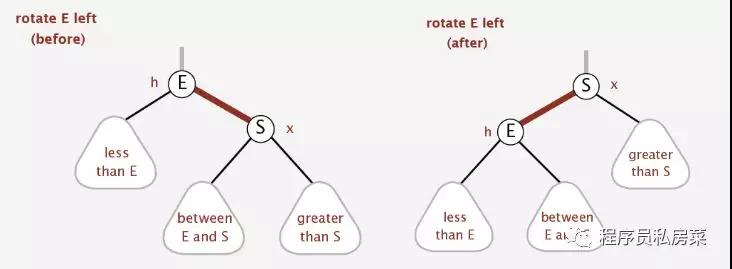 rotate E left
(before)
h
E
S
x
less
than E
between
E and S
greater
than S
rotate E left
(after)
S
x
h
E
greater
than S
less
than E
between
E
程序员私房菜